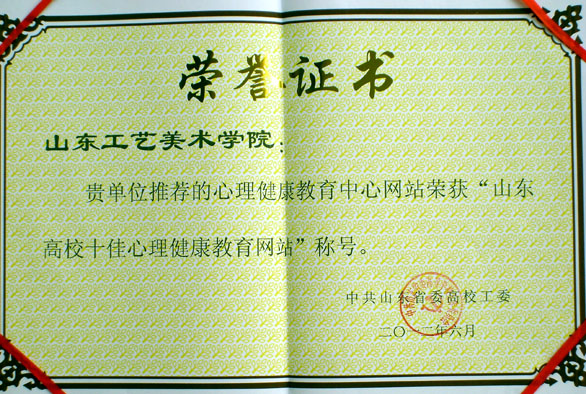 荣誉证书
山东工艺美术学院：
贵单位推荐的心理健康教育中心网站荣获“山东
高校十佳心理健康教育网站”称号。
中共山东省委高校工委
二〇一二年六月